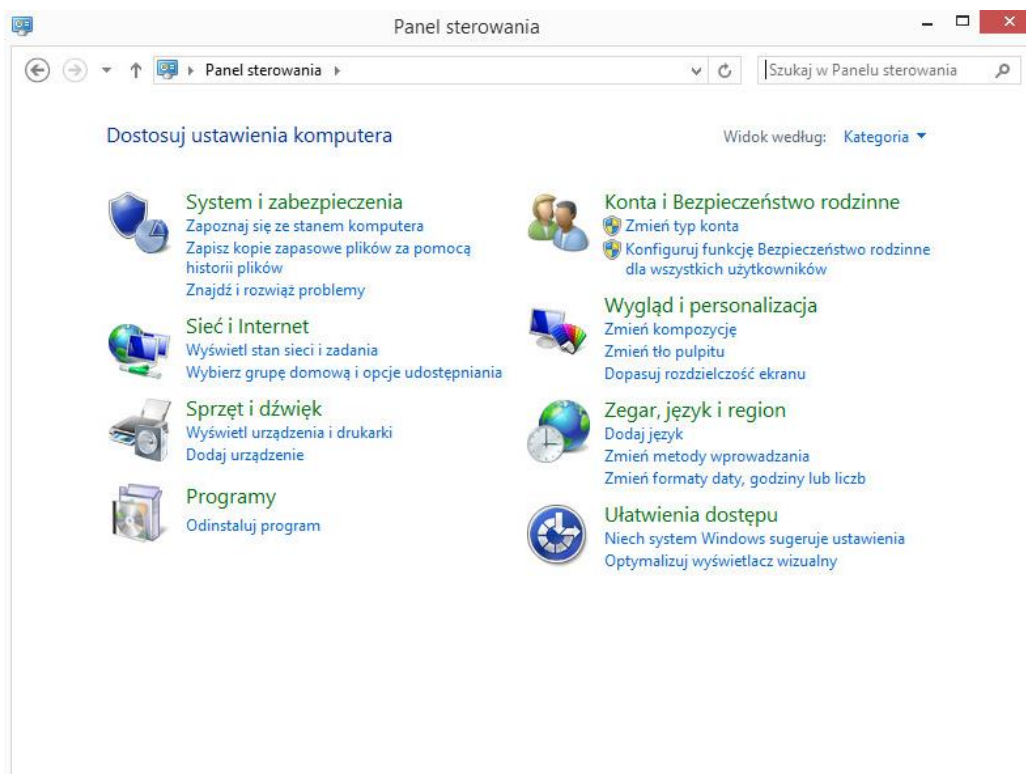 Panel sterowania
Panel sterowania
Szukaj w Panelu sterowania
Dostosuj ustawienia komputera
Widok według: Kategoria
System i zabezpieczenia
Zapoznaj się ze stanem komputera
Zapisz kopie zapasowe plików za pomocą
historii plików
Znajdź i rozwiąż problemy
Sieć i Internet
Wyświetl stan sieci i zadania
Wybierz grupę domową i opcje udostępniania
Sprzęt i dźwięk
Wyświetl urządzenia i drukarki
Dodaj urządzenie
Programy
Odinstaluj program
Konta i Bezpieczeństwo rodzinne
Zmień typ konta
Konfiguruj funkcję Bezpieczeństwo rodzinne
dla wszystkich użytkowników
Wygląd i personalizacja
Zmień kompozycję
Zmień tło pulpitu
Dopasuj rozdzielczość ekranu
Zegar, język i region
Dodaj język
Zmień metody wprowadzania
Zmień formaty daty, godziny lub liczb
Ułatwienia dostępu
Niech system Windows sugeruje ustawienia
Optymalizuj wyświetlacz wizualny